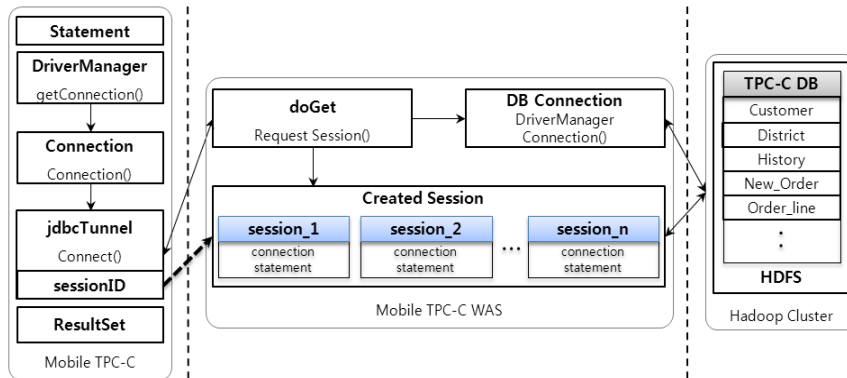 Statement
DriverManager
getConnection()
Connection
Connection()
jdbcTunnel
Connect()
sessionID
ResultSet
Mobile TPC-C
doGet
Request Session()
DB Connection
DriverManager
Connection()
Created Session
session_1
connection
statement
session_2
connection
statement
...
session_n
connection
statement
Mobile TPC-C WAS
TPC-C DB
Customer
District
History
New_Order
Order_line
:
HDFS
Hadoop Cluster